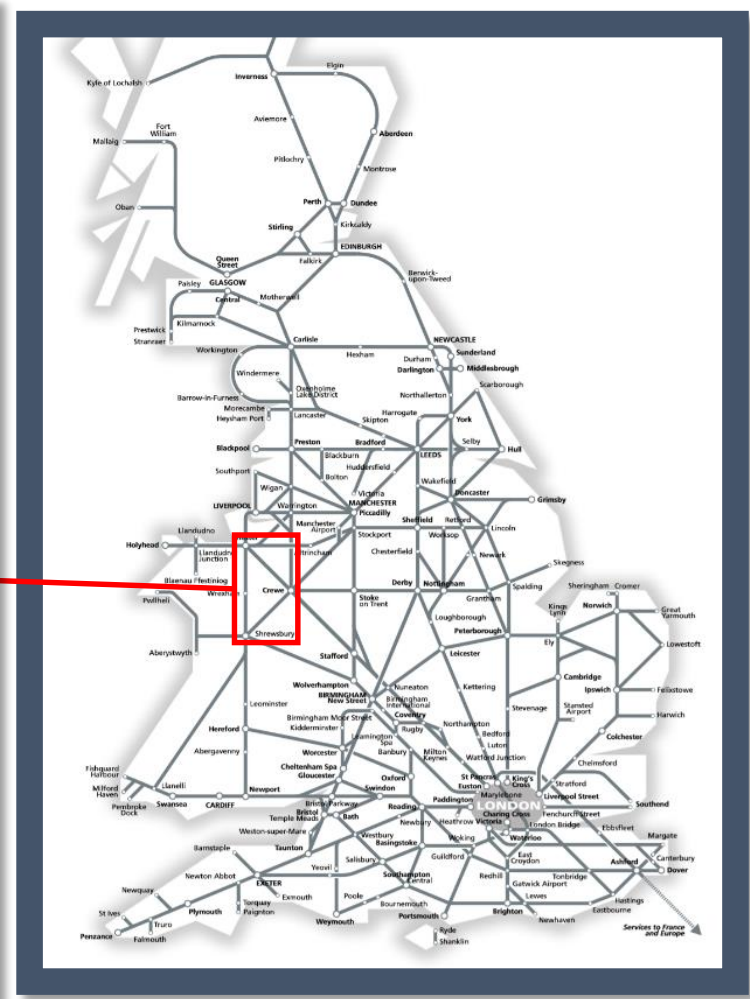 Elgin
Inverness
Kyle of Lochalsh
Aviemore
Fort
William
Aberdeen
Mallaig
Pitlochry
Montrose
Perth
Dundee
Oban
Kirkcaldy
Stirling
EDINBURGH
Queen
Street
Falkirk
Berwick-
upon-Tweed
GLASGOW
Paisley
Central
Motherwell
Kilmarnock
Prestwick
Stranraer
Carlisle
NEWCASTLE
Workington
Hexham
Sunderland
Durham
Darlington
Middlesbrough
Windermere
Scarborough
Oxenholme
Lake District
Barrow-in-Furness
Northallerton
Morecambe
Heysham Port
Lancaster
Harrogate
York
Skipton
Blackpool
Preston
Bradford
Selby
Hull
Blackburn
LEEDS
Southport
Huddersfield
Bolton
Wakefield
Wigan
Victoria
Doncaster
MANCHESTER
Piccadilly
Grimsby
LIVERPOOL
Warrington
Manchester
Airport
Sheffield
Retford
Lincoln
Stockport
Worksop
Llandudno
Holyhead
Llandudno
Junction
Chesterfield
Newark
Skegness
Blaenau Ffestiniog
Crewe
Derby
Nottingham
Spalding
Sheringham
Cromer
Pwllheli
Stoke
on Trent
Grantham
Kings
Lynn
Norwich
Great
Yarmouth
Loughborough
Shrewsbury
Peterborough
Ely
Lowestoft
Aberystwyth
Stafford
Leicester
Wolverhampton
Cambridge
BIRMINGHAM
New Street
Nuneaton
Birmingham
International
Kettering
Ipswich
Felixstowe
Leominster
Stansted
Airport
Stevenage
Harwich
Birmingham Moor Street
Coventry
Kidderminster
Rugby
Northampton
Hereford
Leamington
Spa
Bedford
Colchester
Abergavenny
Worcester
Banbury
Milton
Keynes
Luton
Watford Junction
Chelmsford
Cheltenham Spa
Gloucester
Fishguard
Harbour
Oxford
St Pancras
King's
Cross
Stratford
Milford
Haven
Llanelli
Swindon
Euston
Marylebone
Liverpool Street
Newport
Pembroke
Dock
Swansea
CARDIFF
Bristol Parkway
Reading
Paddington
LONDON
Southend
Bristol
Temple Meads
Bath
Charing Cross
Fenchurch Street
Newbury
Heathrow
Victoria
London Bridge
Ebbsfleet
Weston-super-Mare
Westbury
Basingstoke
Woking
Waterloo
Margate
Barnstaple
Taunton
Salisbury
Guildford
East
Croydon
Canterbury
Yeovil
Ashford
Dover
Newton Abbot
Southampton
Central
Redhill
Tonbridge
EXETER
Gatwick Airport
Newquay
Exmouth
Poole
Lewes
Hastings
St Ives
Plymouth
Torquay
Paignton
Bournemouth
Portsmouth
Brighton
Eastbourne
Truro
Weymouth
Newhaven
Penzance
Falmouth
Ryde
Shanklin
Services to France
and Europe